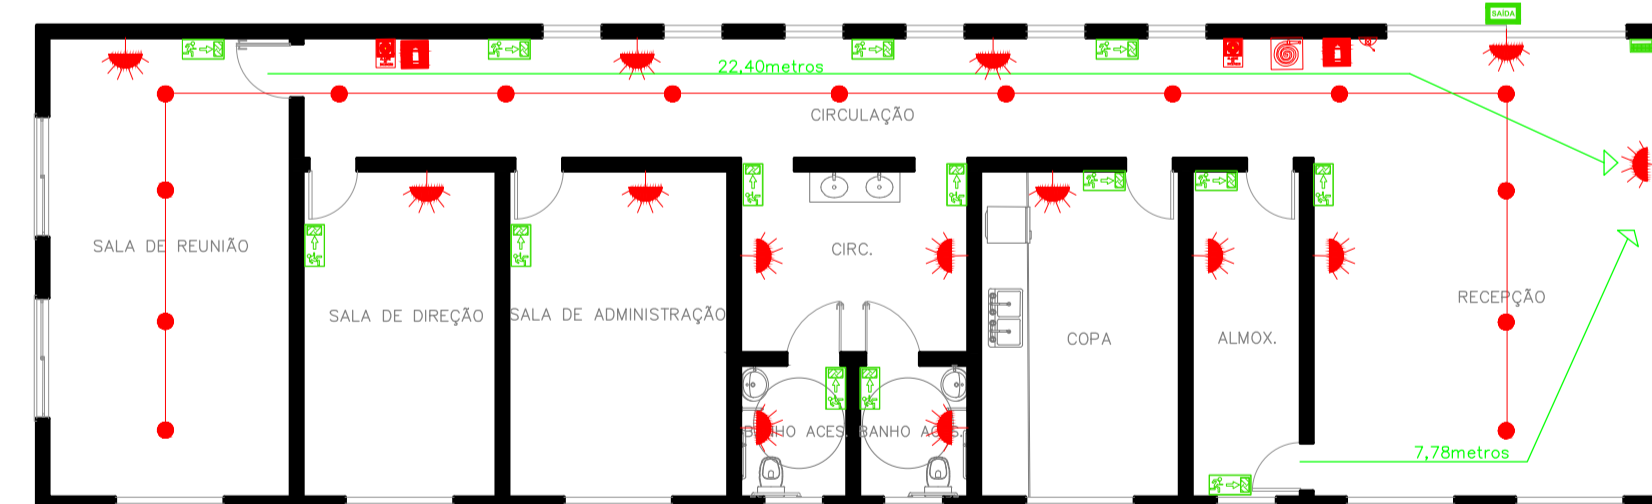 SAÍDA
22,40metros
CIRCULAÇÃO
SALA DE REUNIÃO
CIRC.
RECEPÇÃO
SALA DE DIREÇÃO
SALA DE ADMINISTRAÇÃO
COPA
ALMOX.
BANHO ACES.
BANHO ACES.
7,78metros